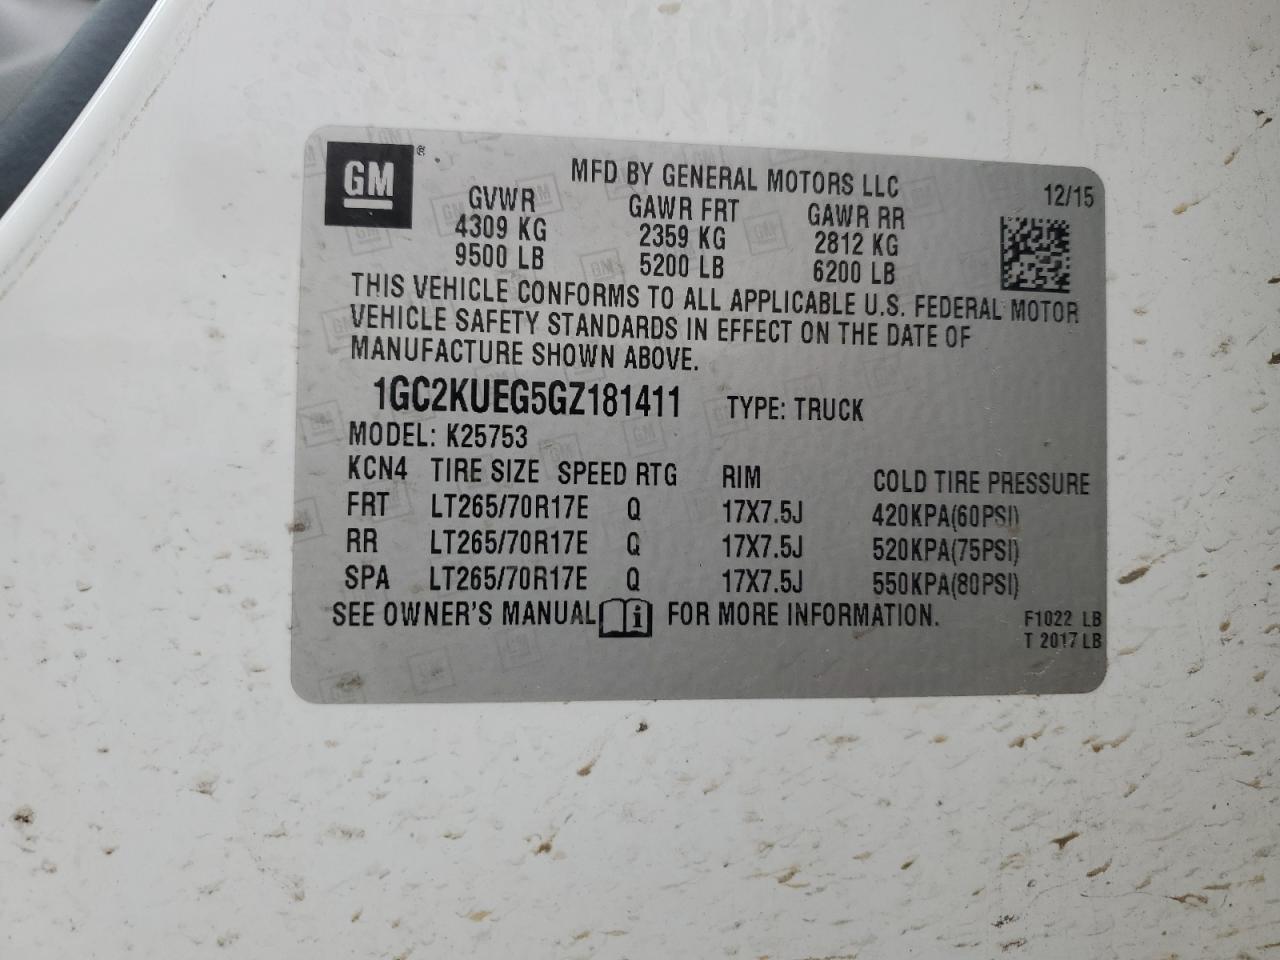 GM ®
MFD BY GENERAL MOTORS LLC
12/15
GVWR GAWR FRT GAWR RR
4309 KG 2359 KG 2812 KG
9500 LB 5200 LB 6200 LB
THIS VEHICLE CONFORMS TO ALL APPLICABLE U.S. FEDERAL MOTOR
VEHICLE SAFETY STANDARDS IN EFFECT ON THE DATE OF
MANUFACTURE SHOWN ABOVE.
1GC2KUEG5GZ181411 TYPE: TRUCK
MODEL: K25753
KCN4 TIRE SIZE SPEED RTG RIM COLD TIRE PRESSURE
FRT LT265/70R17E Q 17X7.5J 420KPA(60PSI)
RR LT265/70R17E Q 17X7.5J 520KPA(75PSI)
SPA LT265/70R17E Q 17X7.5J 550KPA(80PSI)
SEE OWNER'S MANUAL i FOR MORE INFORMATION.
F1022 LB
T 2017 LB